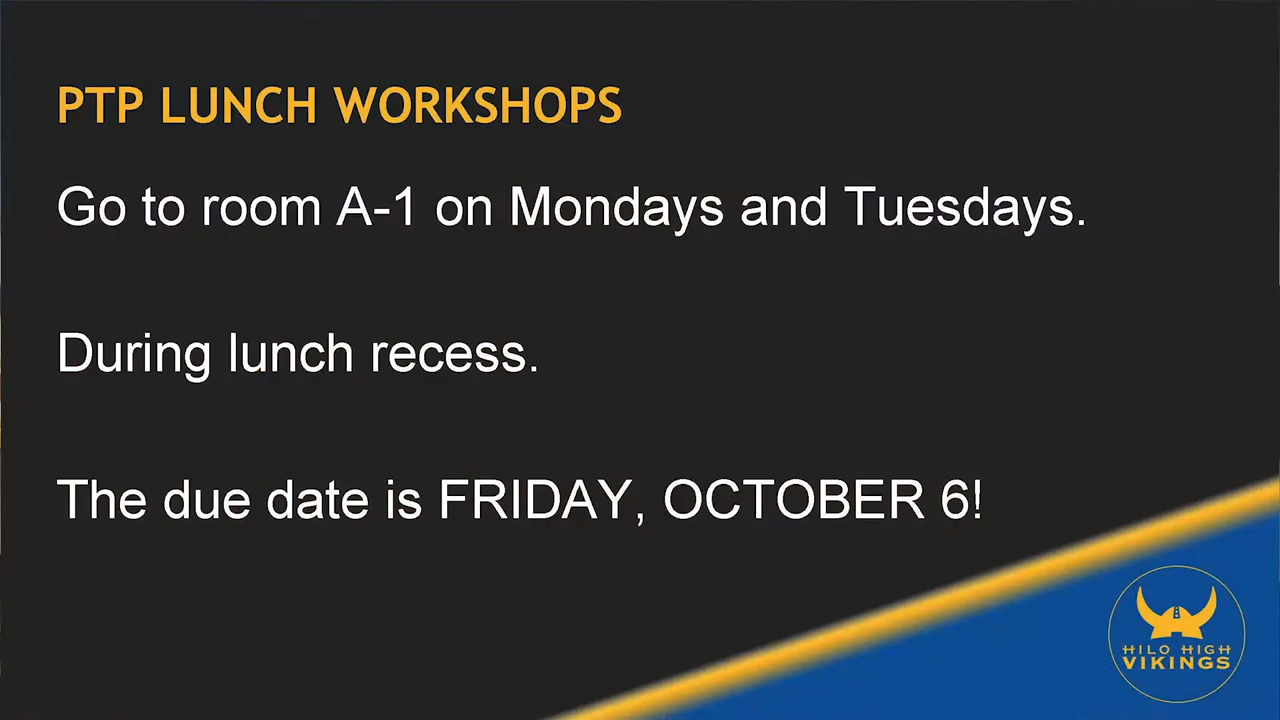 PTP LUNCH WORKSHOPS
Go to room A-1 on Mondays and Tuesdays.
During lunch recess.
The due date is FRIDAY, OCTOBER 6!
HILO HIGH
VIKINGS